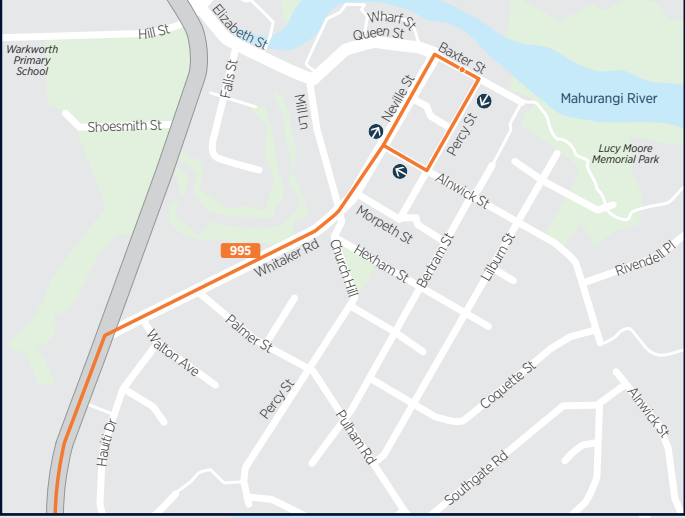 Elizabeth St
Wharf St
Queen St
Hill St
Warkworth
Primary
School
Baxter St
Falls St
Neville St
Mahurangi River
Mill Ln
Shoesmith St
Percy St
Lucy Moore
Memorial Park
Alnwick St
Morpeth St
995
Whitaker Rd
Church Hill
Hexham St
Bertram St
Lilburn St
Rivendell Pl
Palmer St
Walton Ave
Coquette St
Percy St
Alnwick St
Pulham Rd
Hauiti Dr
Southgate Rd